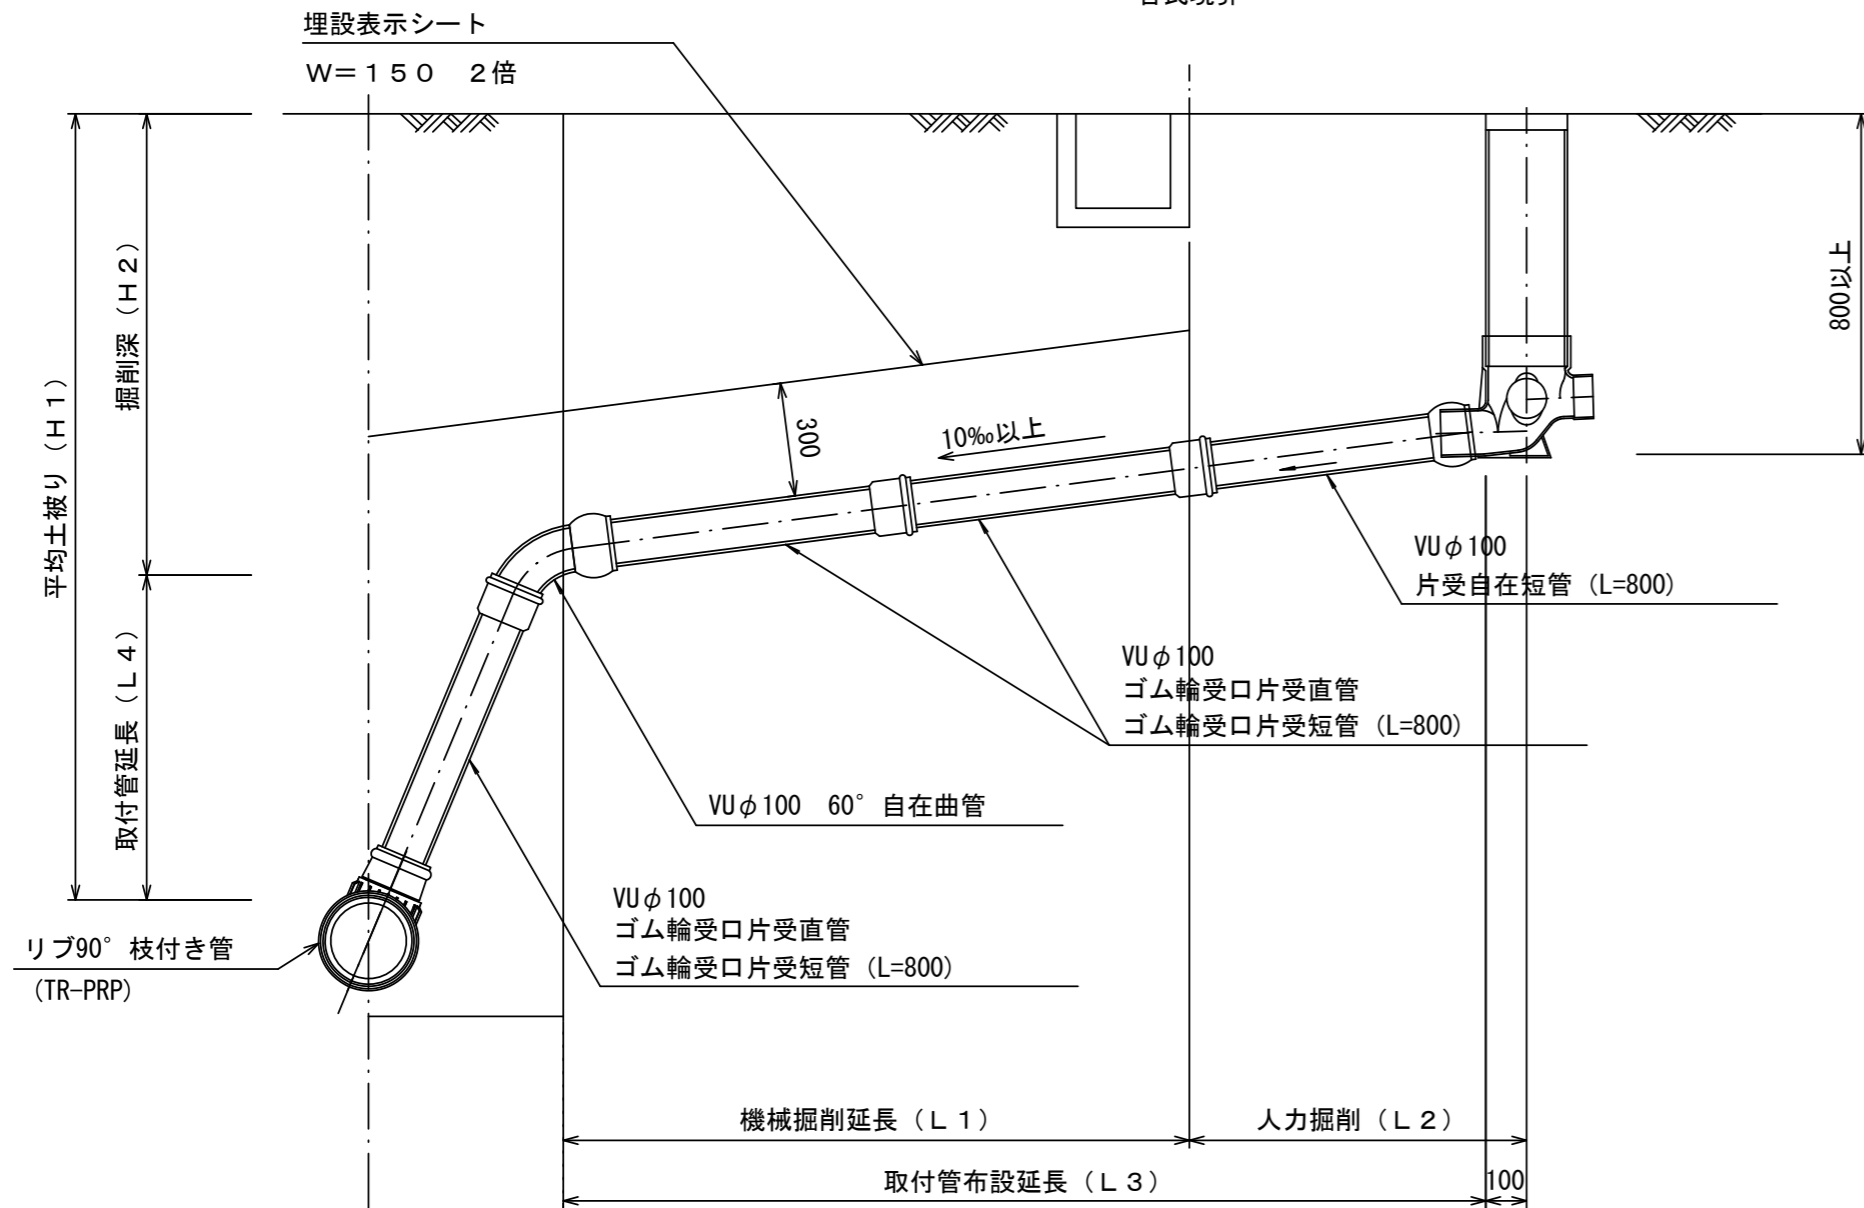 埋設表示シート
W=150 2倍
掘削深（H2）
平均土被り（H1）
取付管延長（L4）
800以上
300
10‰以上
VUφ100
片受自在短管（L=800）
VUφ100
ゴム輪受口片受直管
ゴム輪受口片受短管（L=800）
VUφ100 60°自在曲管
VUφ100
ゴム輪受口片受直管
ゴム輪受口片受短管（L=800）
リブ90°枝付き管
（TR-PRP）
機械掘削延長（L1）
人力掘削（L2）
取付管布設延長（L3）
100